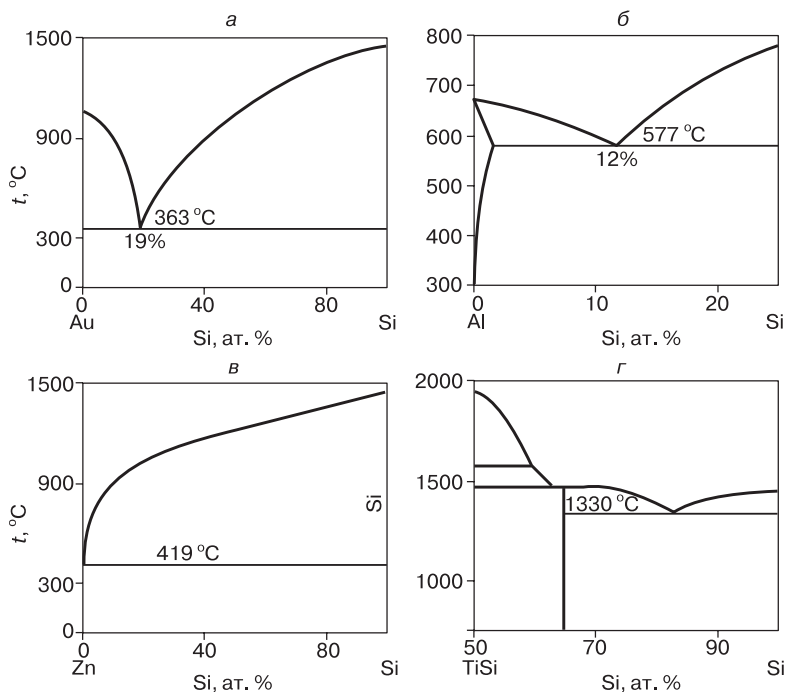 а
1500
900
300
0
t, °C
363 °C
19%
0 40 80
Au Si
Si, ат. %
б
800
700
600
500
400
300
577 °C
12%
0 10 20
Al Si
Si, ат. %
в
1500
900
300
0
t, °C
419 °C
Si
0 40 80
Zn Si
Si, ат. %
г
2000
1500
1000
1330 °C
50 70 90
TiSi Si
Si, ат. %